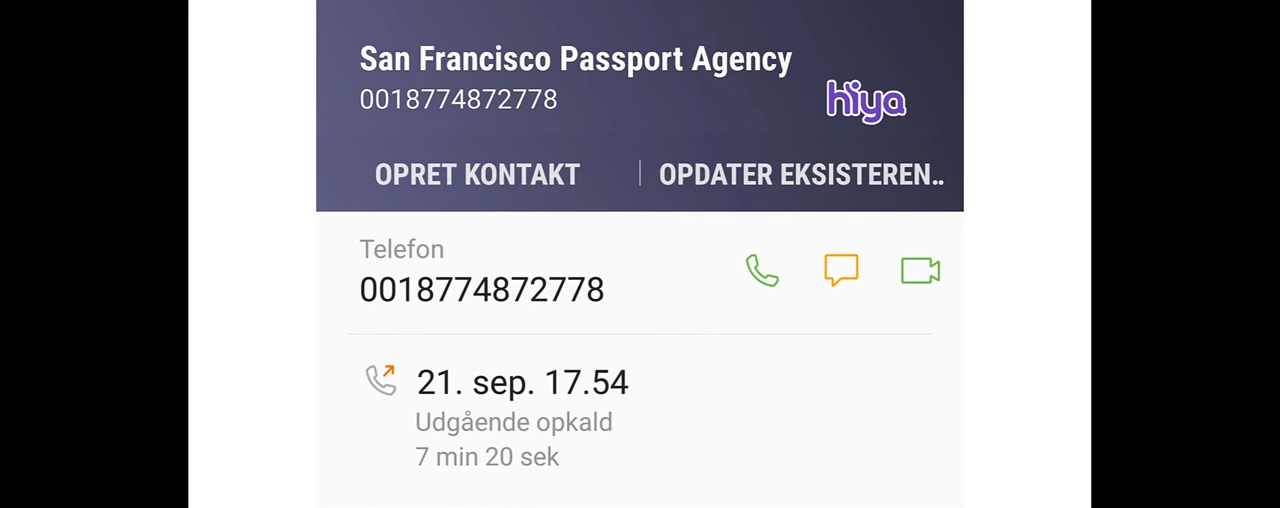 San Francisco Passport Agency
0018774872778
hiya
OPRET KONTAKT
OPDATER EKSISTEREN..
Telefon
0018774872778
21. sep. 17.54
Udgående opkald
7 min 20 sek